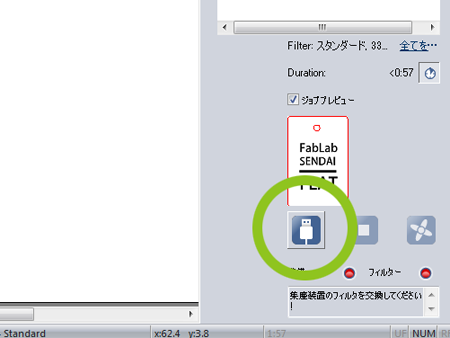 Filter: スタンダード, 33... 全てを...
Duration: <0:57
ジョブプレビュー
FabLab
SENDAI
FLAT
フィルター
集塵装置のフィルタを交換してください
!
Standard x:62.4 y:3.8 1:57 UF NUM